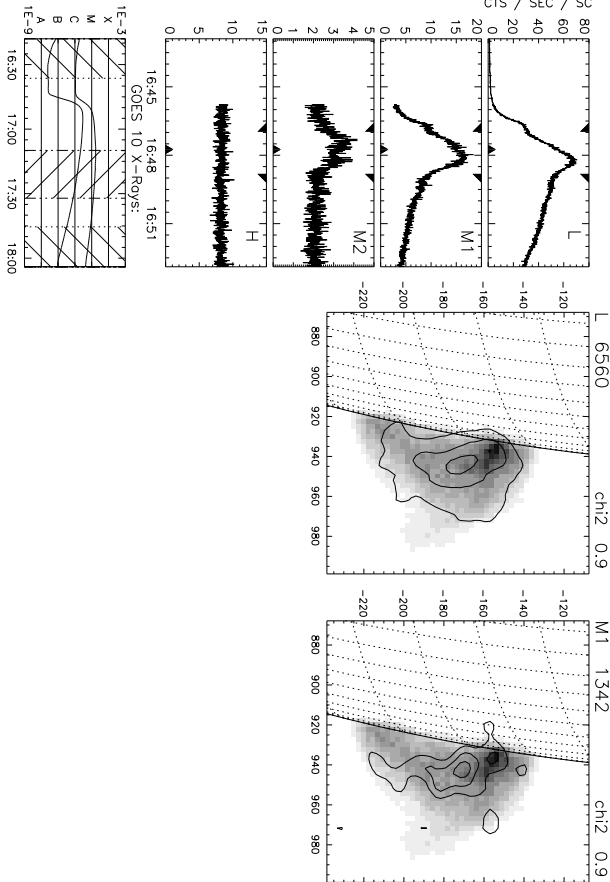 CTS / SEC / SC
80
60
40
20
0
L
20
15
10
5
0
M1
5
4
3
2
1
0
M2
15
10
5
0
H
16:45
16:48
16:51
GOES 10 X-Rays:
1E-3
X
M
C
B
A
1E-9
16:30
17:00
17:30
18:00
L 6560 chi2 0.9
-120
-140
-160
-180
-200
-220
880 900 920 940 960 980
M1 1342 chi2 0.9
-120
-140
-160
-180
-200
-220
880 900 920 940 960 980